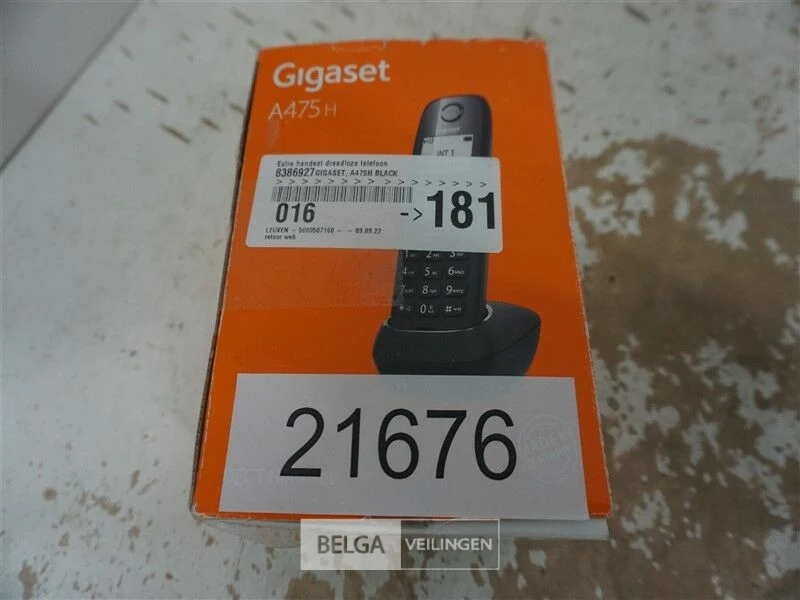 Gigaset
A475H
INT 1
Extra handset draadloze telefoon
8386927 GIGASET, A475H BLACK
> > > > > > > > > > > > > > > > >
016 -> 181
LEUVEN - 5000507160 - - 09.09.22
retour web
21676
BELGA VEILINGEN